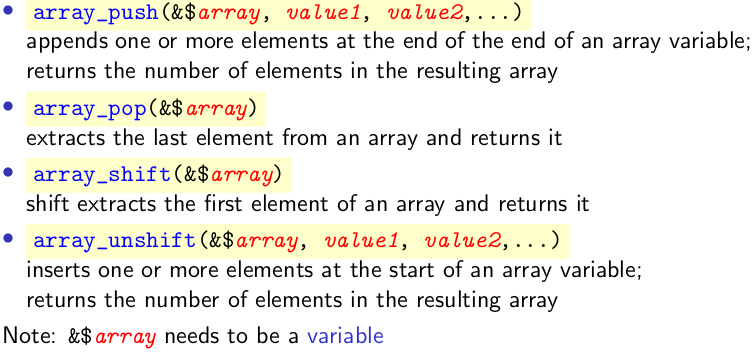 • array_push(&$array, value1, value2,...)
appends one or more elements at the end of the end of an array variable;
returns the number of elements in the resulting array
• array_pop(&$array)
extracts the last element from an array and returns it
• array_shift(&$array)
shift extracts the first element of an array and returns it
• array_unshift(&$array, value1, value2,...)
inserts one or more elements at the start of an array variable;
returns the number of elements in the resulting array
Note: &$array needs to be a variable